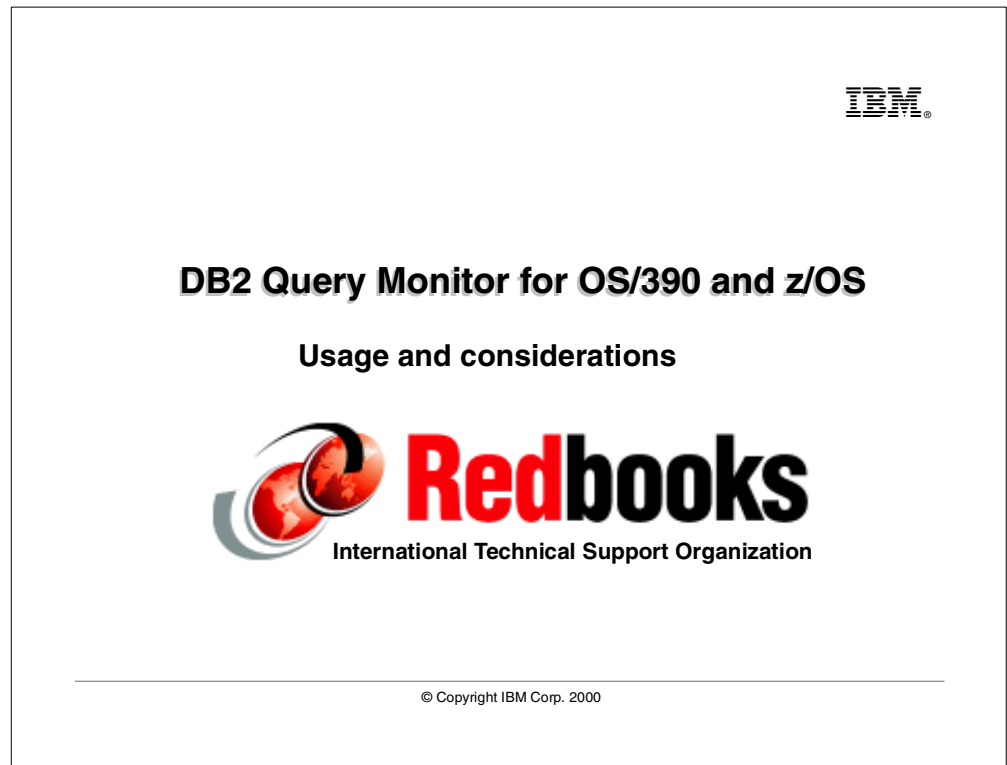 IBM®
DB2 Query Monitor for OS/390 and z/OS
Usage and considerations
Redbooks
International Technical Support Organization
© Copyright IBM Corp. 2000